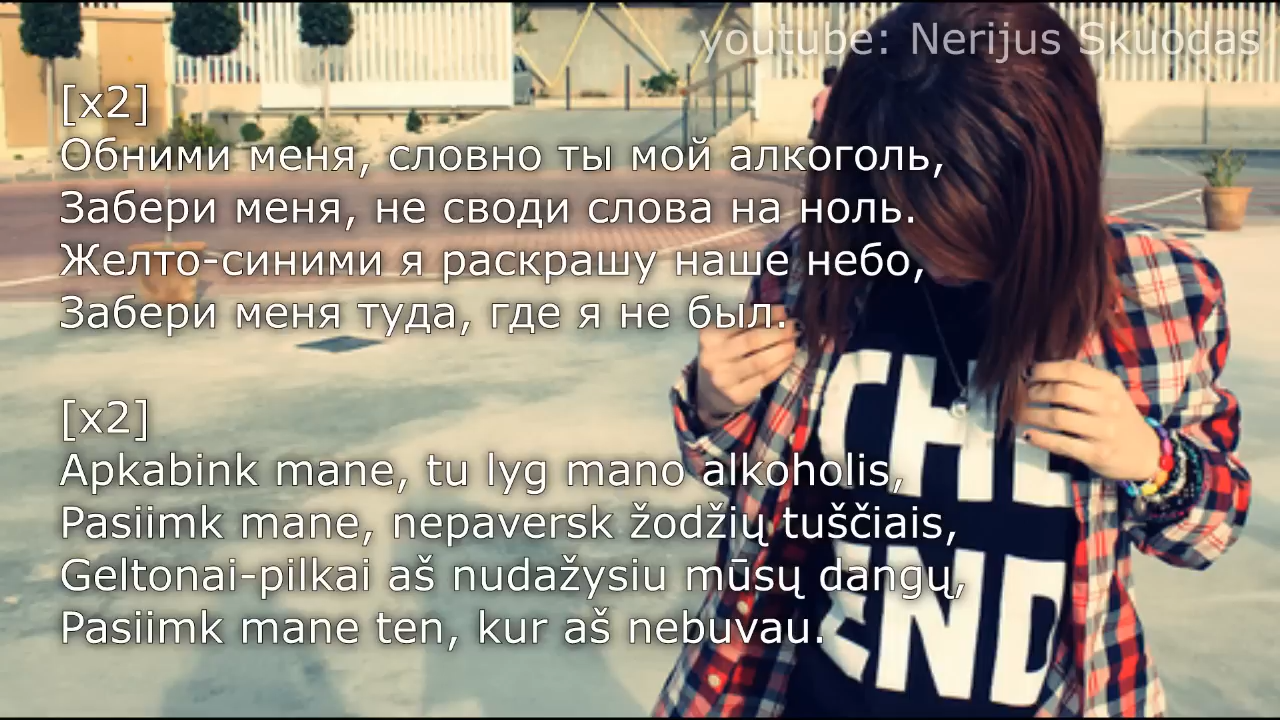 youtube: Nerijus Skuodas
[x2]
Обними меня, словно ты мой алкоголь,
Забери меня, не своди слова на ноль.
Желто-синими я раскрашу наше небо,
Забери меня туда, где я не был.
[x2]
Apkabink mane, tu lyg mano alkoholis,
Pasiimk mane, nepaversk žodžių tuščiais,
Geltonai-pilkai aš nudažysiu mūsų dangų,
Pasiimk mane ten, kur aš nebuvau.
THE
END